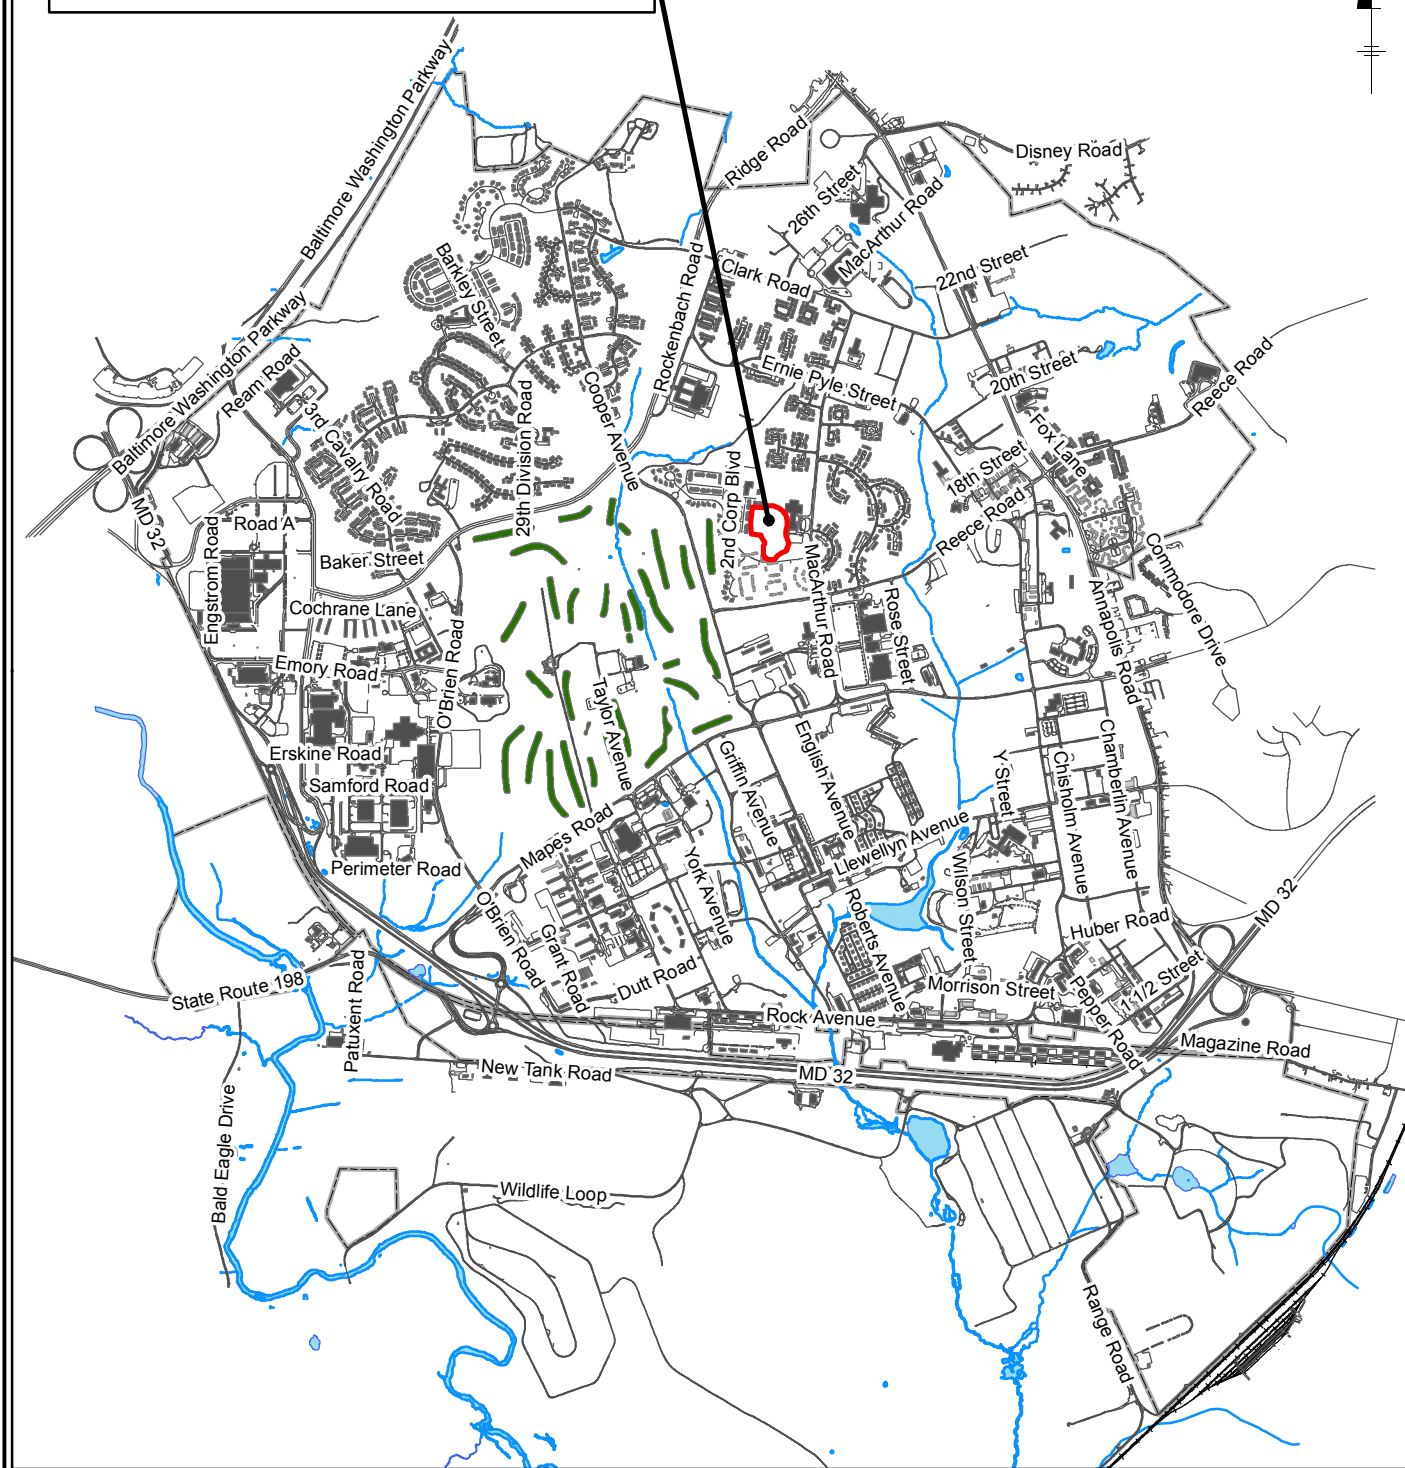 Baltimore Washington Parkway
Disney Road
Ridge Road
26th Street
MacArthur Road
Barkley Street
Clark Road
22nd Street
Rockenbach Road
Baltimore Washington Parkway
Ream Road
Ernie Pyle Street
20th Street
Reece Road
Cooper Avenue
29th Division Road
3rd Cavalry Road
Fox Lane
18th Street
2nd Corp Blvd
MD 32
Road A
Reece Road
Engstrom Road
Baker Street
MacArthur Road
Commodore Drive
Cochrane Lane
Rose Street
Annapolis Road
Emory Road
O'Brien Road
Taylor Avenue
Erskine Road
Griffin Avenue
English Avenue
Y Street
Chisholm Avenue
Chamberlin Avenue
Samford Road
Mapes Road
Llewellyn Avenue
Perimeter Road
York Avenue
Wilson Street
O'Brien Road
Grant Road
Roberts Avenue
Huber Road
MD 32
State Route 198
Patuxent Road
Dutt Road
Morrison Street
Pepper Road
1 1/2 Street
Rock Avenue
Magazine Road
New Tank Road
MD 32
Bald Eagle Drive
Wildlife Loop
Range Road